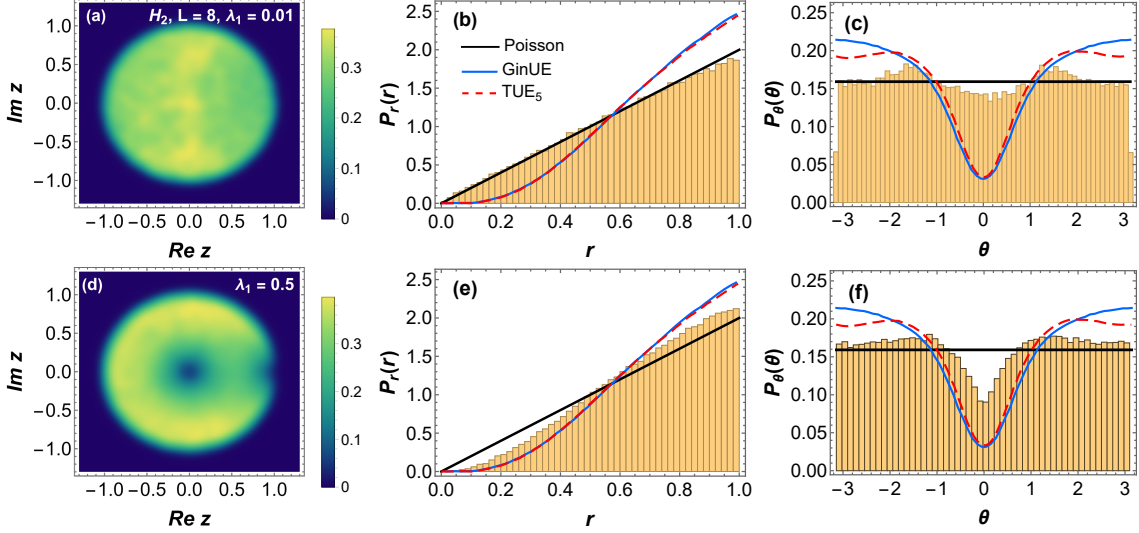 (a)
H₂, L = 8, λ₁ = 0.01
Im z
1.0
0.5
0.0
−0.5
−1.0
−1.0 −0.5 0.0 0.5 1.0
Re z
0.3
0.2
0.1
0
(b)
Poisson
GinUE
TUE₅
Pᵣ(r)
2.5
2.0
1.5
1.0
0.5
0.0
0.0 0.2 0.4 0.6 0.8 1.0
r
(c)
P_θ(θ)
0.20
0.15
0.10
0.05
0.00
−3 −2 −1 0 1 2 3
θ
(d)
λ₁ = 0.5
Im z
1.0
0.5
0.0
−0.5
−1.0
−1.0 −0.5 0.0 0.5 1.0
Re z
0.3
0.2
0.1
0
(e)
Pᵣ(r)
2.5
2.0
1.5
1.0
0.5
0.0
0.0 0.2 0.4 0.6 0.8 1.0
r
(f)
P_θ(θ)
0.20
0.15
0.10
0.05
0.00
−3 −2 −1 0 1 2 3
θ